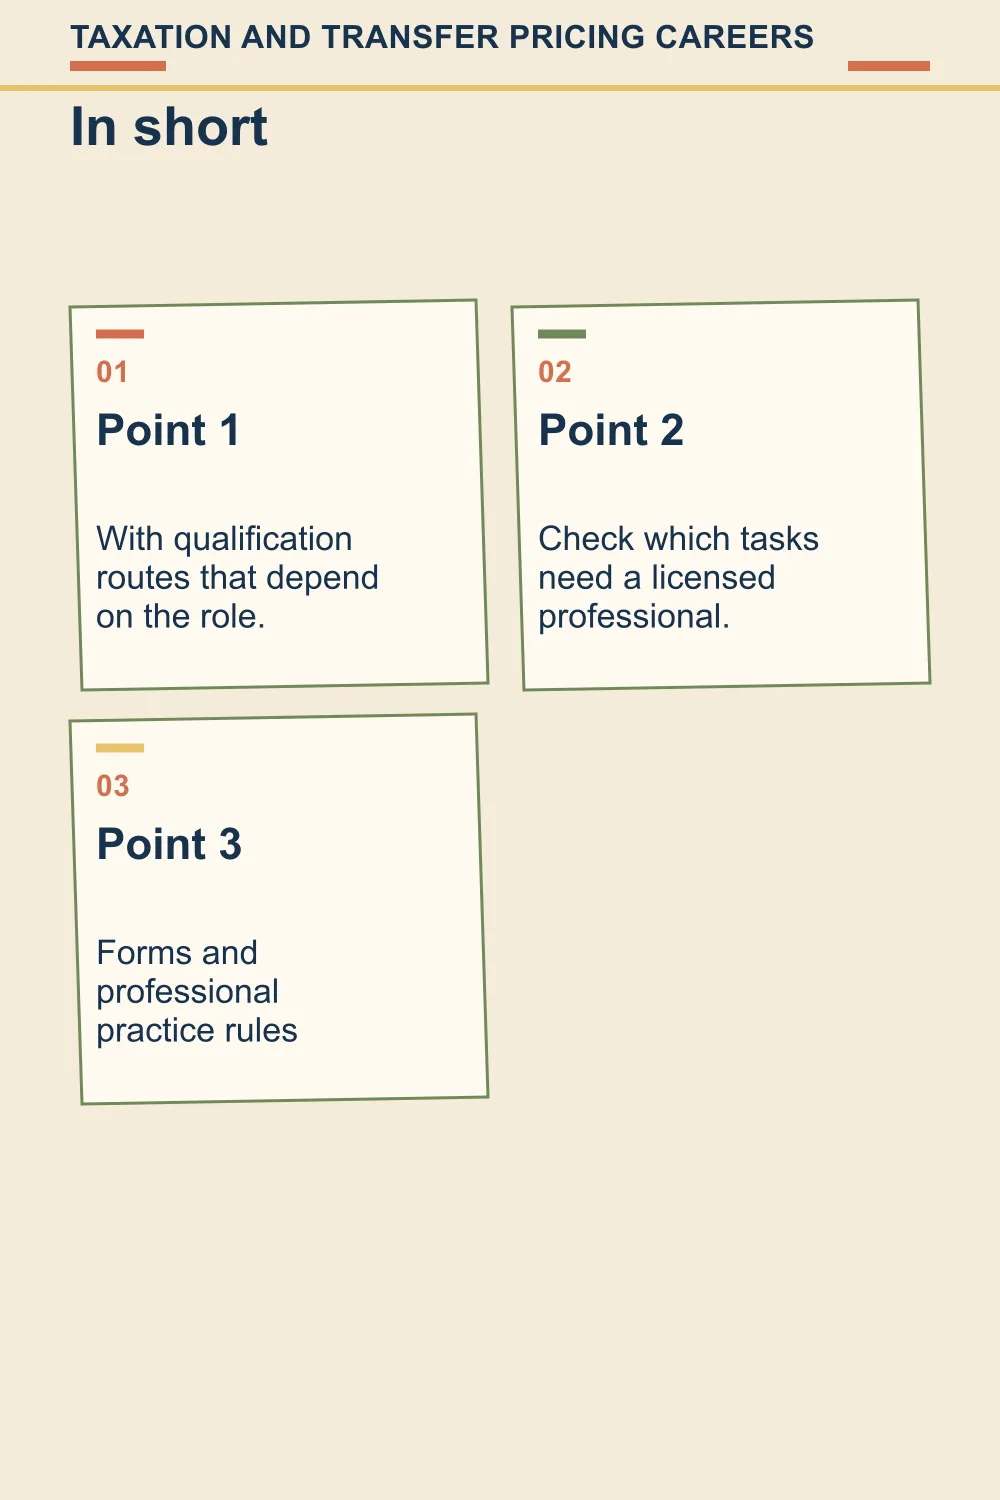 TAXATION AND TRANSFER PRICING CAREERS
In short
01
Point 1
With qualification
routes that depend
on the role.
02
Point 2
Check which tasks
need a licensed
professional.
03
Point 3
Forms and
professional
practice rules